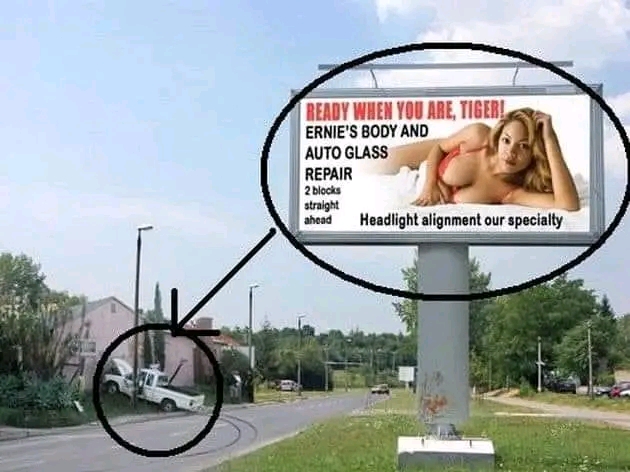 READY WHEN YOU ARE, TIGER!
ERNIE'S BODY AND
AUTO GLASS
REPAIR
2 blocks
straight
ahead
Headlight alignment our specialty